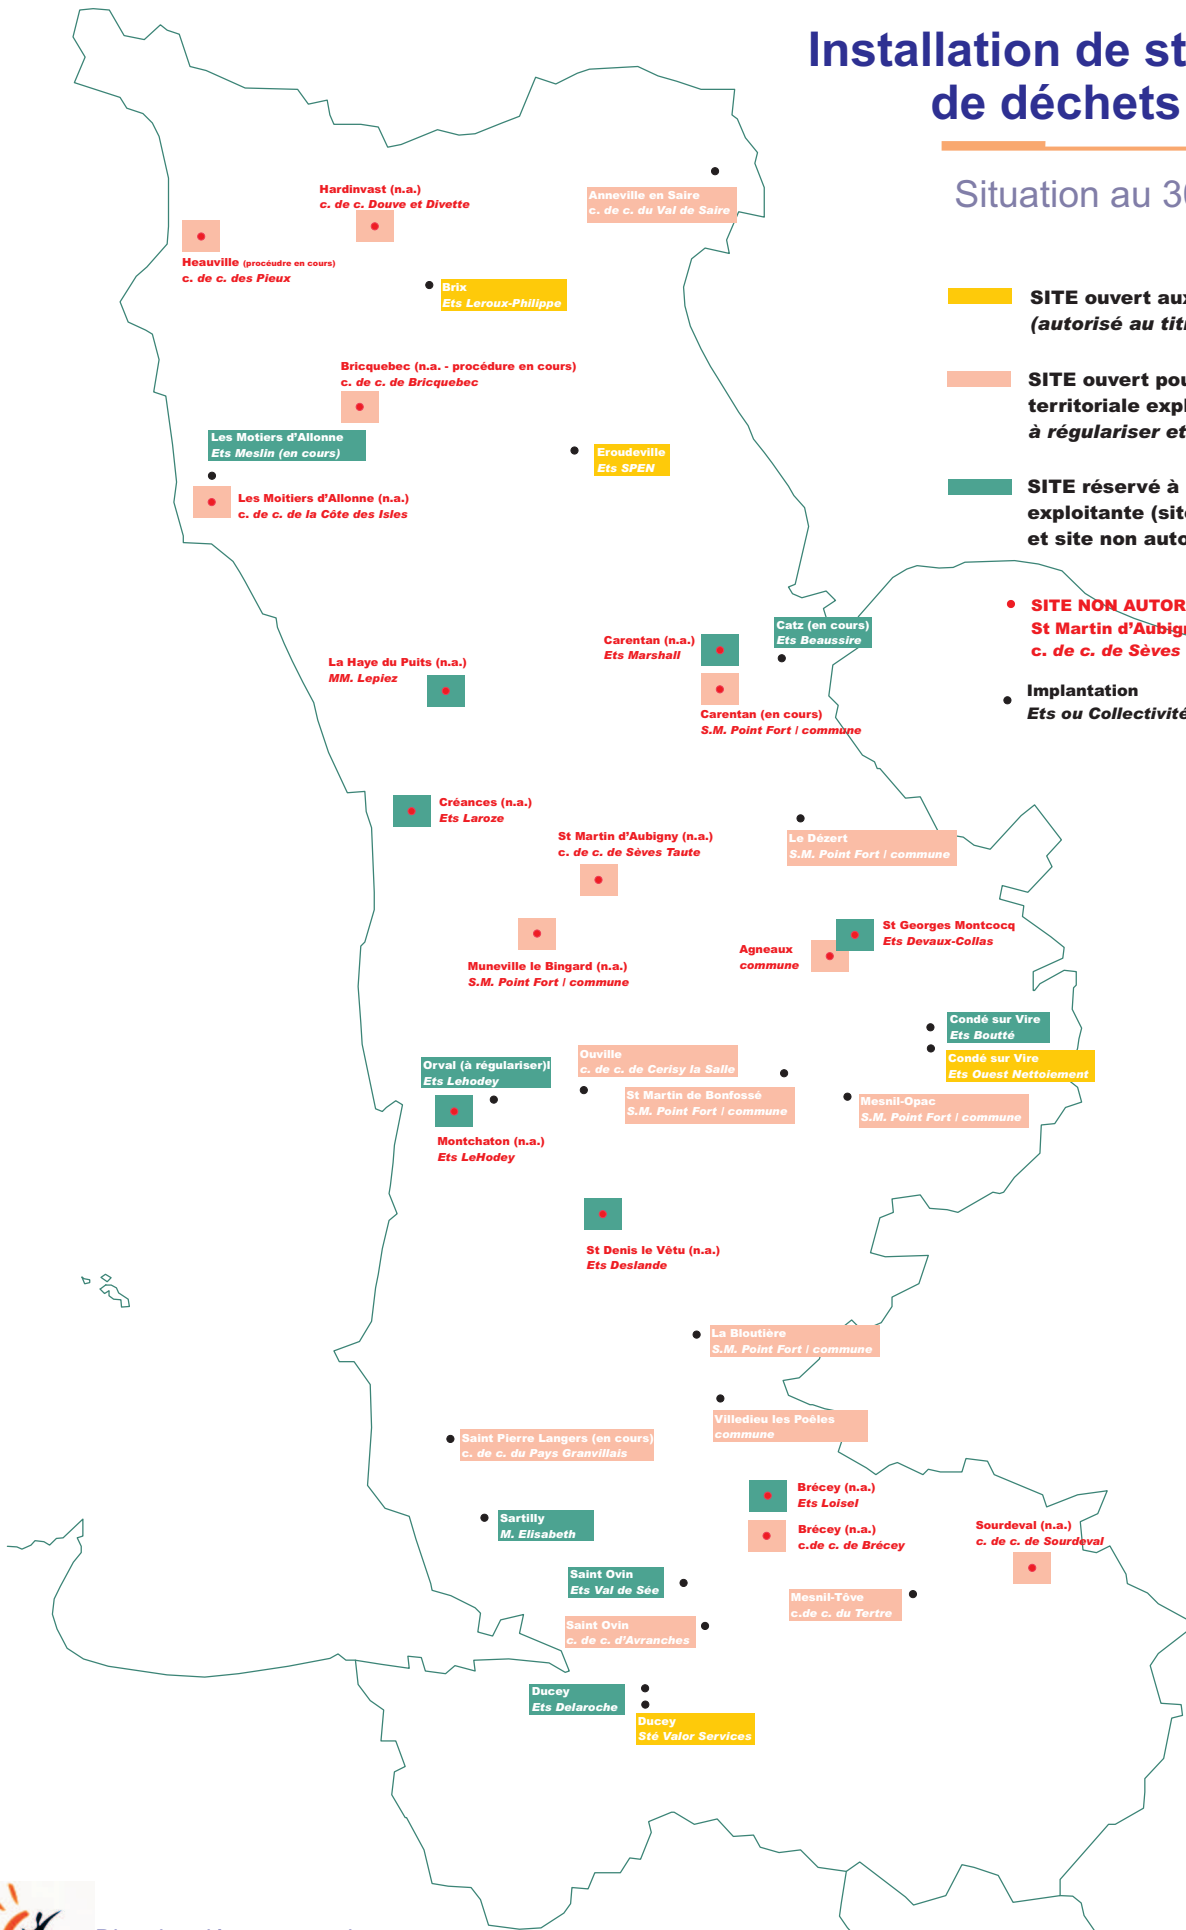 Installation de st
de déchets
Situation au 30
Hardinvast (n.a.)
c. de c. Douve et Divette
Anneville en Saire
c. de c. du Val de Saire
Heauville (procéudre en cours)
c. de c. des Pieux
Brix
Ets Leroux-Philippe
SITE ouvert aux
(autorisé au titr
Bricquebec (n.a. - procédure en cours)
c. de c. de Bricquebec
SITE ouvert pou
territoriale expl
à régulariser et
Les Motiers d'Allonne
Ets Meslin (en cours)
Eroudeville
Ets SPEN
Les Moitiers d'Allonne (n.a.)
c. de c. de la Côte des Isles
SITE réservé à
exploitante (site
et site non auto
SITE NON AUTOR
St Martin d'Aubign
c. de c. de Sèves
Implantation
Ets ou Collectivité
Catz (en cours)
Ets Beaussire
Carentan (n.a.)
Ets Marshall
La Haye du Puits (n.a.)
MM. Lepiez
Carentan (en cours)
S.M. Point Fort / commune
Créances (n.a.)
Ets Laroze
St Martin d'Aubigny (n.a.)
c. de c. de Sèves Taute
Le Dézert
S.M. Point Fort / commune
St Georges Montcocq
Ets Devaux-Collas
Agneaux
commune
Muneville le Bingard (n.a.)
S.M. Point Fort / commune
Condé sur Vire
Ets Boutté
Condé sur Vire
Ets Ouest Nettoiement
Ouville
c. de c. de Cerisy la Salle
Orval (à régulariser)l
Ets Lehodey
St Martin de Bonfossé
S.M. Point Fort / commune
Mesnil-Opac
S.M. Point Fort / commune
Montchaton (n.a.)
Ets LeHodey
St Denis le Vêtu (n.a.)
Ets Deslande
La Bloutière
S.M. Point Fort / commune
Villedieu les Poëles
commune
Saint Pierre Langers (en cours)
c. de c. du Pays Granvillais
Brécey (n.a.)
Ets Loisel
Sartilly
M. Elisabeth
Brécey (n.a.)
c.de c. de Brécey
Sourdeval (n.a.)
c. de c. de Sourdeval
Saint Ovin
Ets Val de Sée
Mesnil-Tôve
c.de c. du Tertre
Saint Ovin
c. de c. d'Avranches
Ducey
Ets Delaroche
Ducey
Sté Valor Services